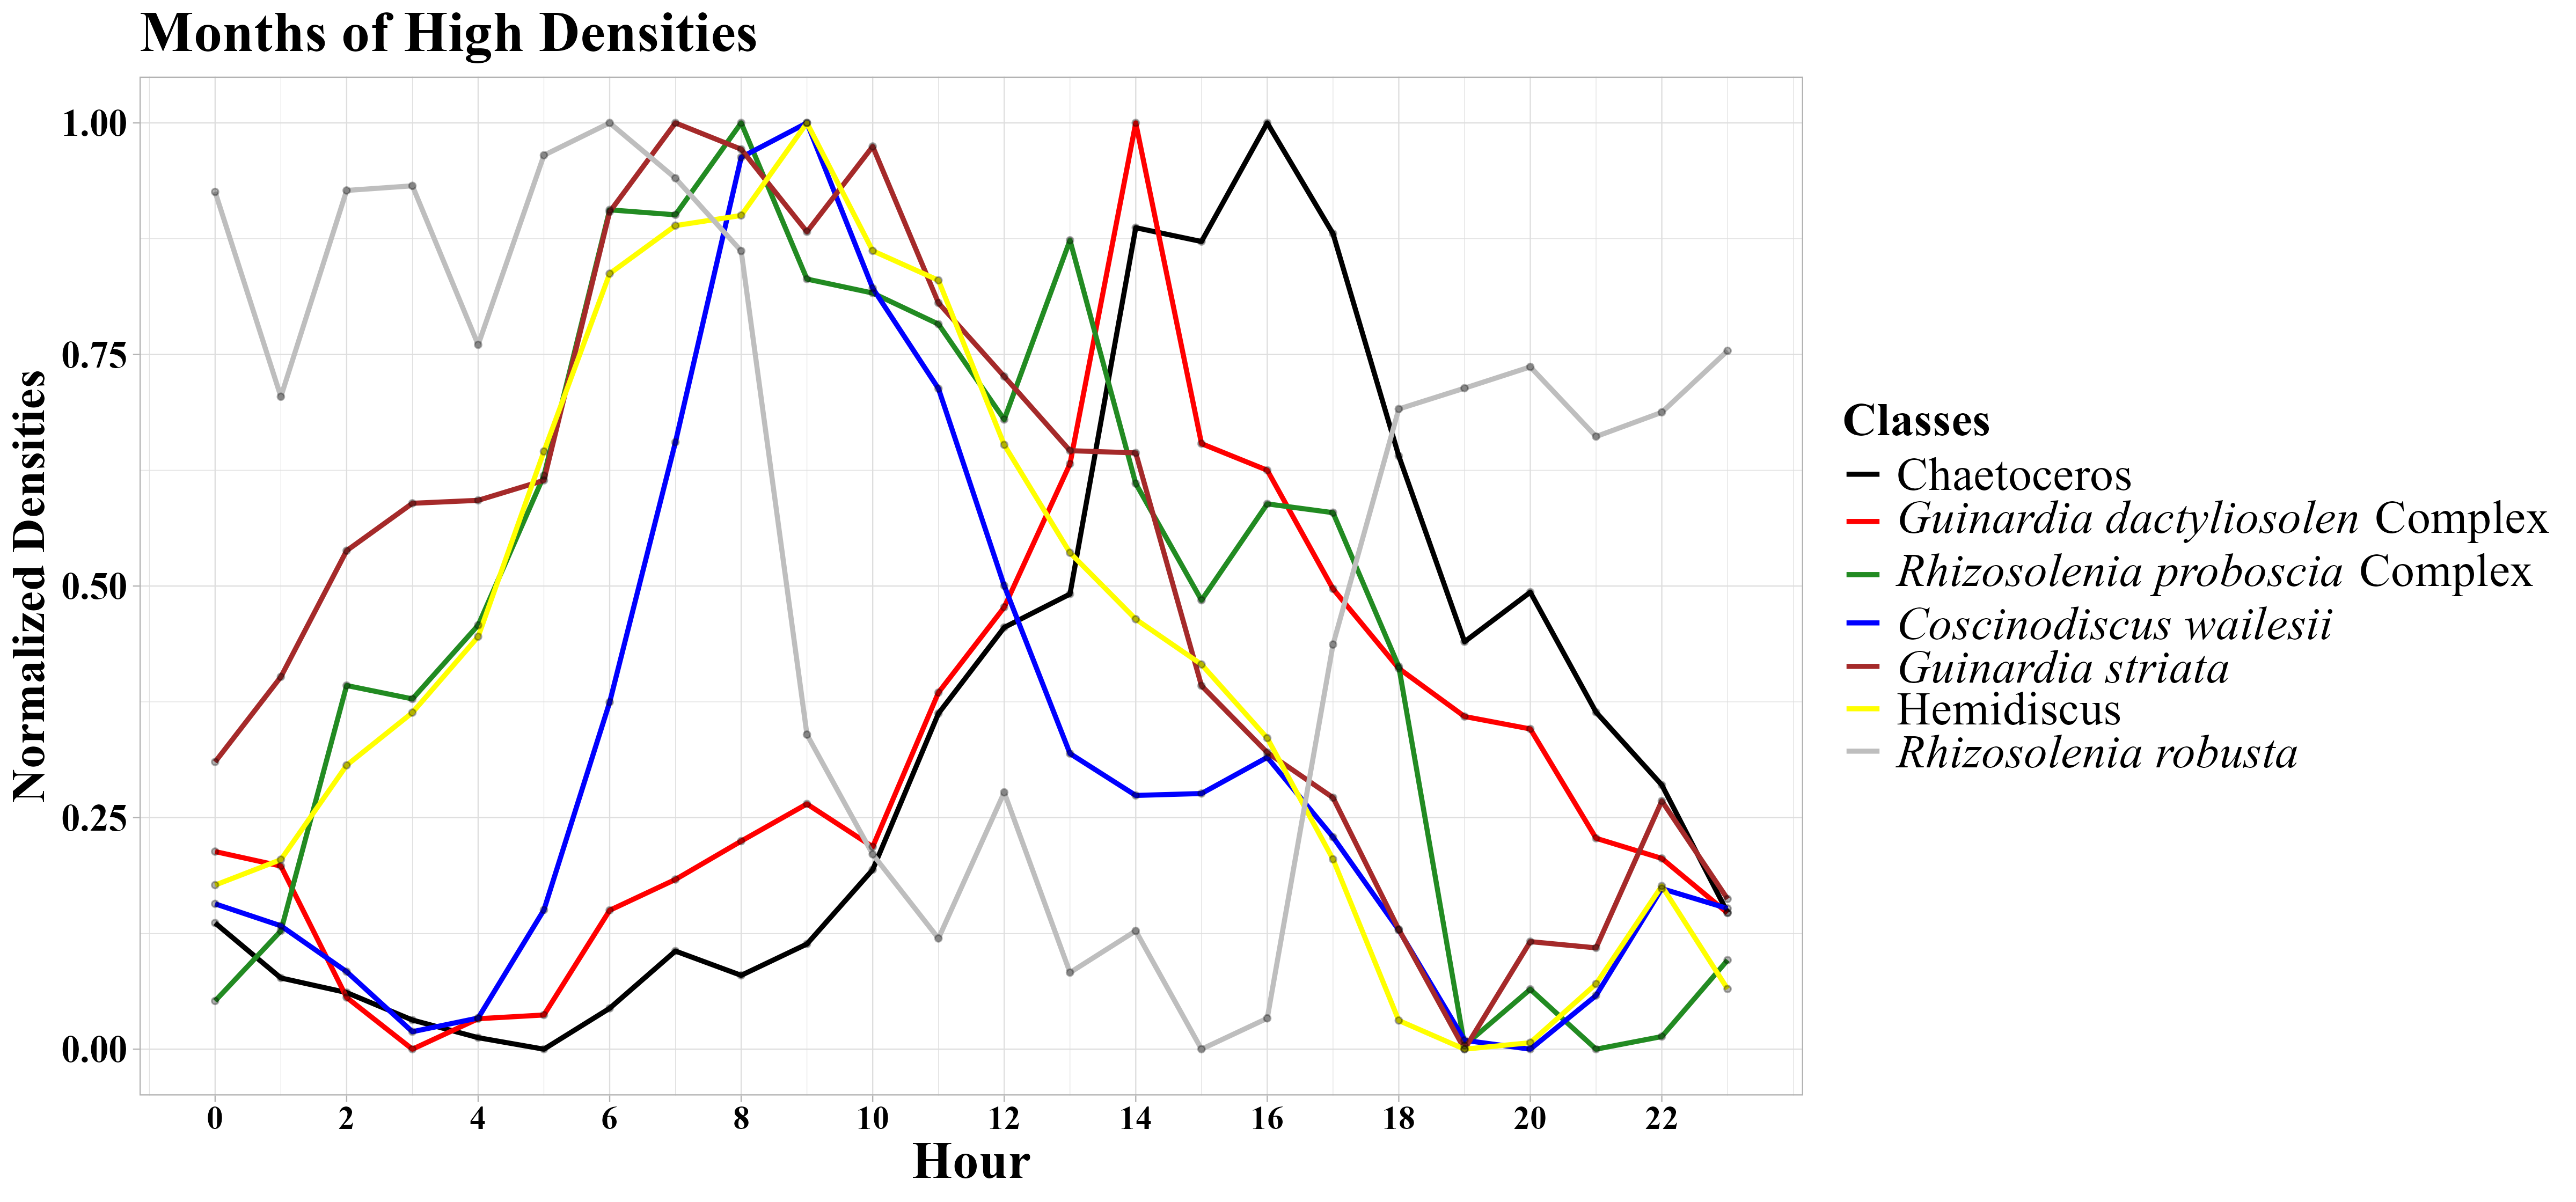 Months of High Densities
Normalized Densities
1.00
0.75
0.50
0.25
0.00
0 2 4 6 8 10 12 14 16 18 20 22
Hour
Classes
Chaetoceros
Guinardia dactyliosolen Complex
Rhizosolenia proboscia Complex
Coscinodiscus wailesii
Guinardia striata
Hemidiscus
Rhizosolenia robusta